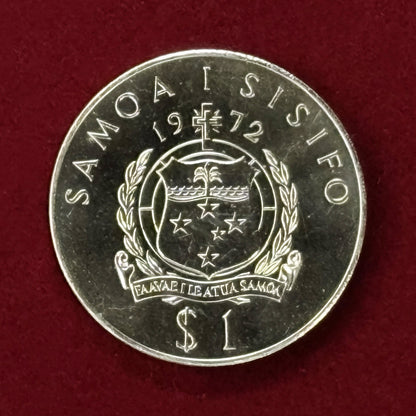 SAMOA I SISIFO
1972
FAAVAE I LE ATUA SAMOA
$1